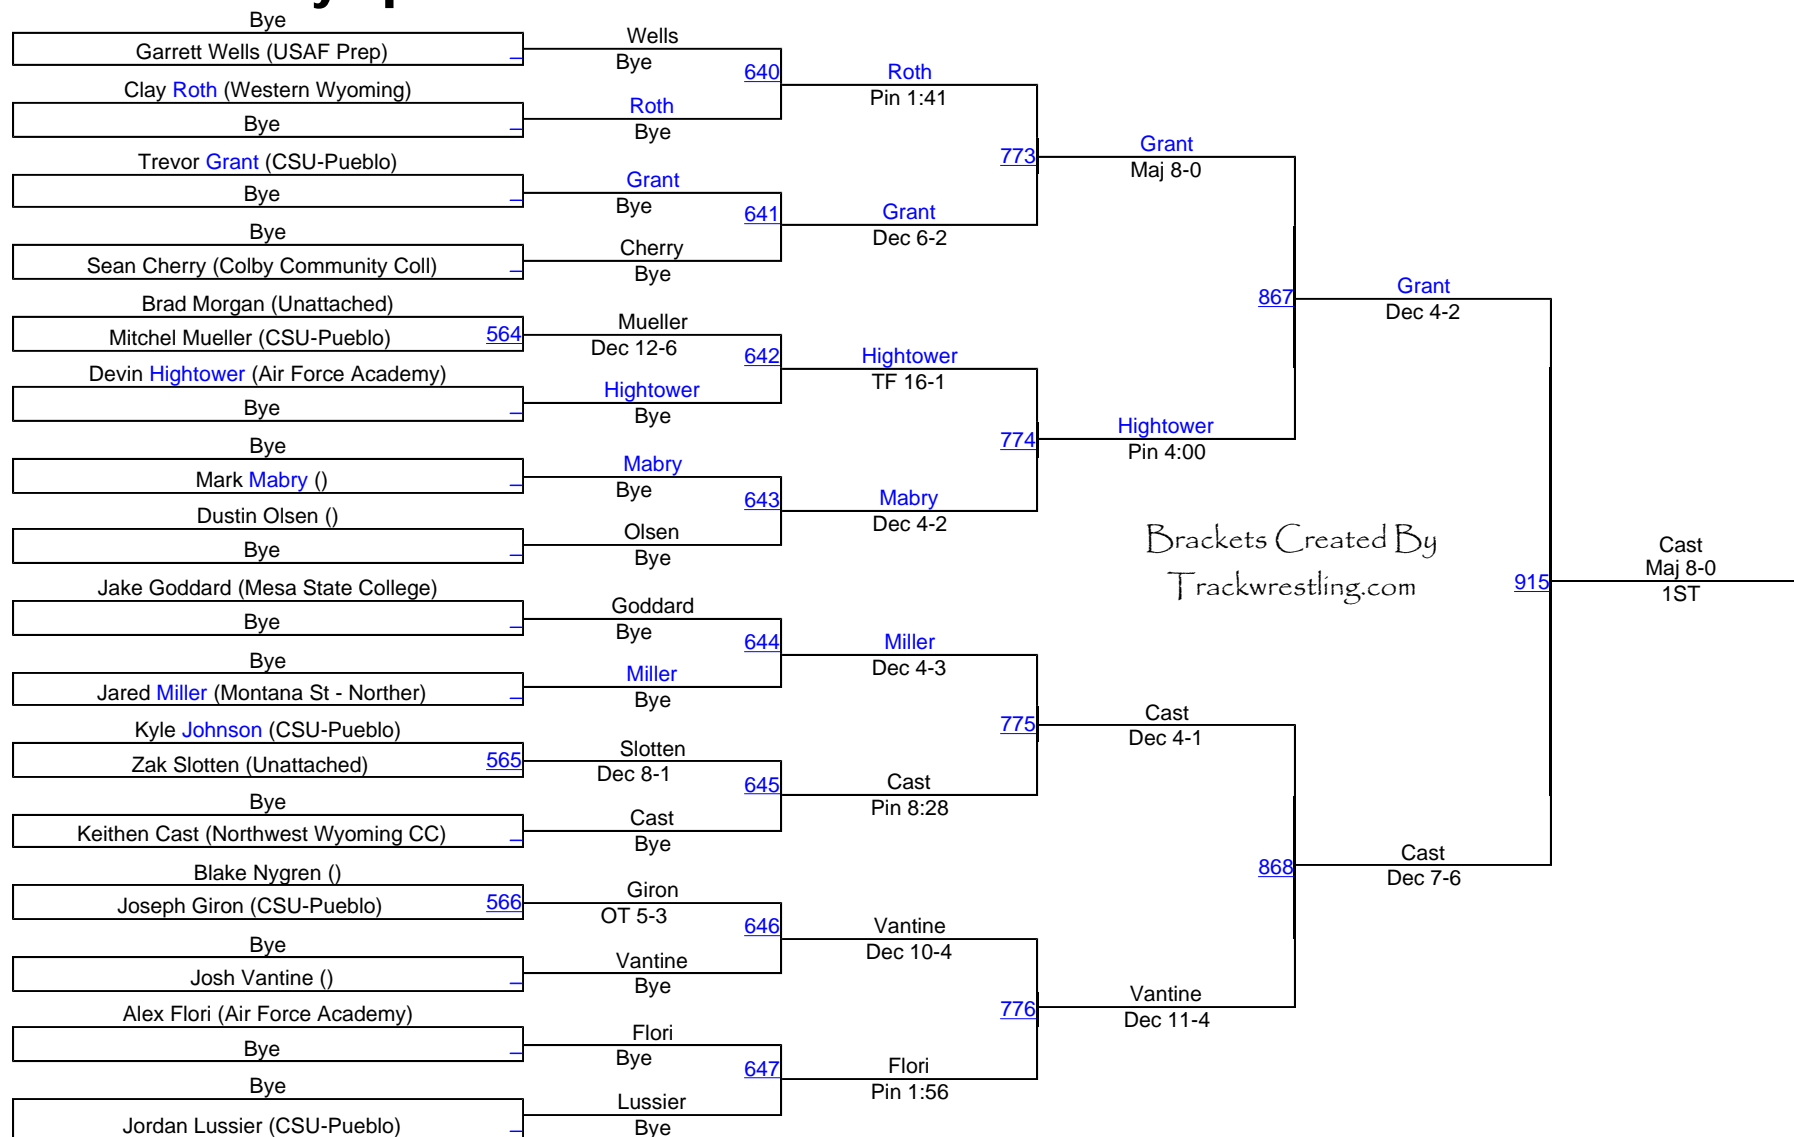 Bye
Garrett Wells (USAF Prep)
Clay Roth (Western Wyoming)
Bye
Trevor Grant (CSU-Pueblo)
Bye
Bye
Sean Cherry (Colby Community Coll)
Brad Morgan (Unattached)
Mitchel Mueller (CSU-Pueblo) 564
Devin Hightower (Air Force Academy)
Bye
Bye
Mark Mabry ()
Dustin Olsen ()
Bye
Jake Goddard (Mesa State College)
Bye
Bye
Jared Miller (Montana St - Norther)
Kyle Johnson (CSU-Pueblo)
Zak Slotten (Unattached) 565
Bye
Keithen Cast (Northwest Wyoming CC)
Blake Nygren ()
Joseph Giron (CSU-Pueblo) 566
Bye
Josh Vantine ()
Alex Flori (Air Force Academy)
Bye
Bye
Jordan Lussier (CSU-Pueblo)
Wells
Bye
640
Roth
Bye
Grant
Bye
641
Cherry
Bye
Mueller
Dec 12-6
642
Hightower
Bye
Mabry
Bye
643
Olsen
Bye
Goddard
Bye
644
Miller
Bye
Slotten
Dec 8-1
645
Cast
Bye
Giron
OT 5-3
646
Vantine
Bye
Flori
Bye
647
Lussier
Bye
Roth
Pin 1:41
773
Grant
Dec 6-2
Hightower
TF 16-1
774
Mabry
Dec 4-2
Miller
Dec 4-3
775
Cast
Pin 8:28
Vantine
Dec 10-4
776
Flori
Pin 1:56
Grant
Maj 8-0
867
Hightower
Pin 4:00
Brackets Created By
Trackwrestling.com
Cast
Dec 4-1
868
Vantine
Dec 11-4
Grant
Dec 4-2
915
Cast
Dec 7-6
Cast
Maj 8-0
1ST